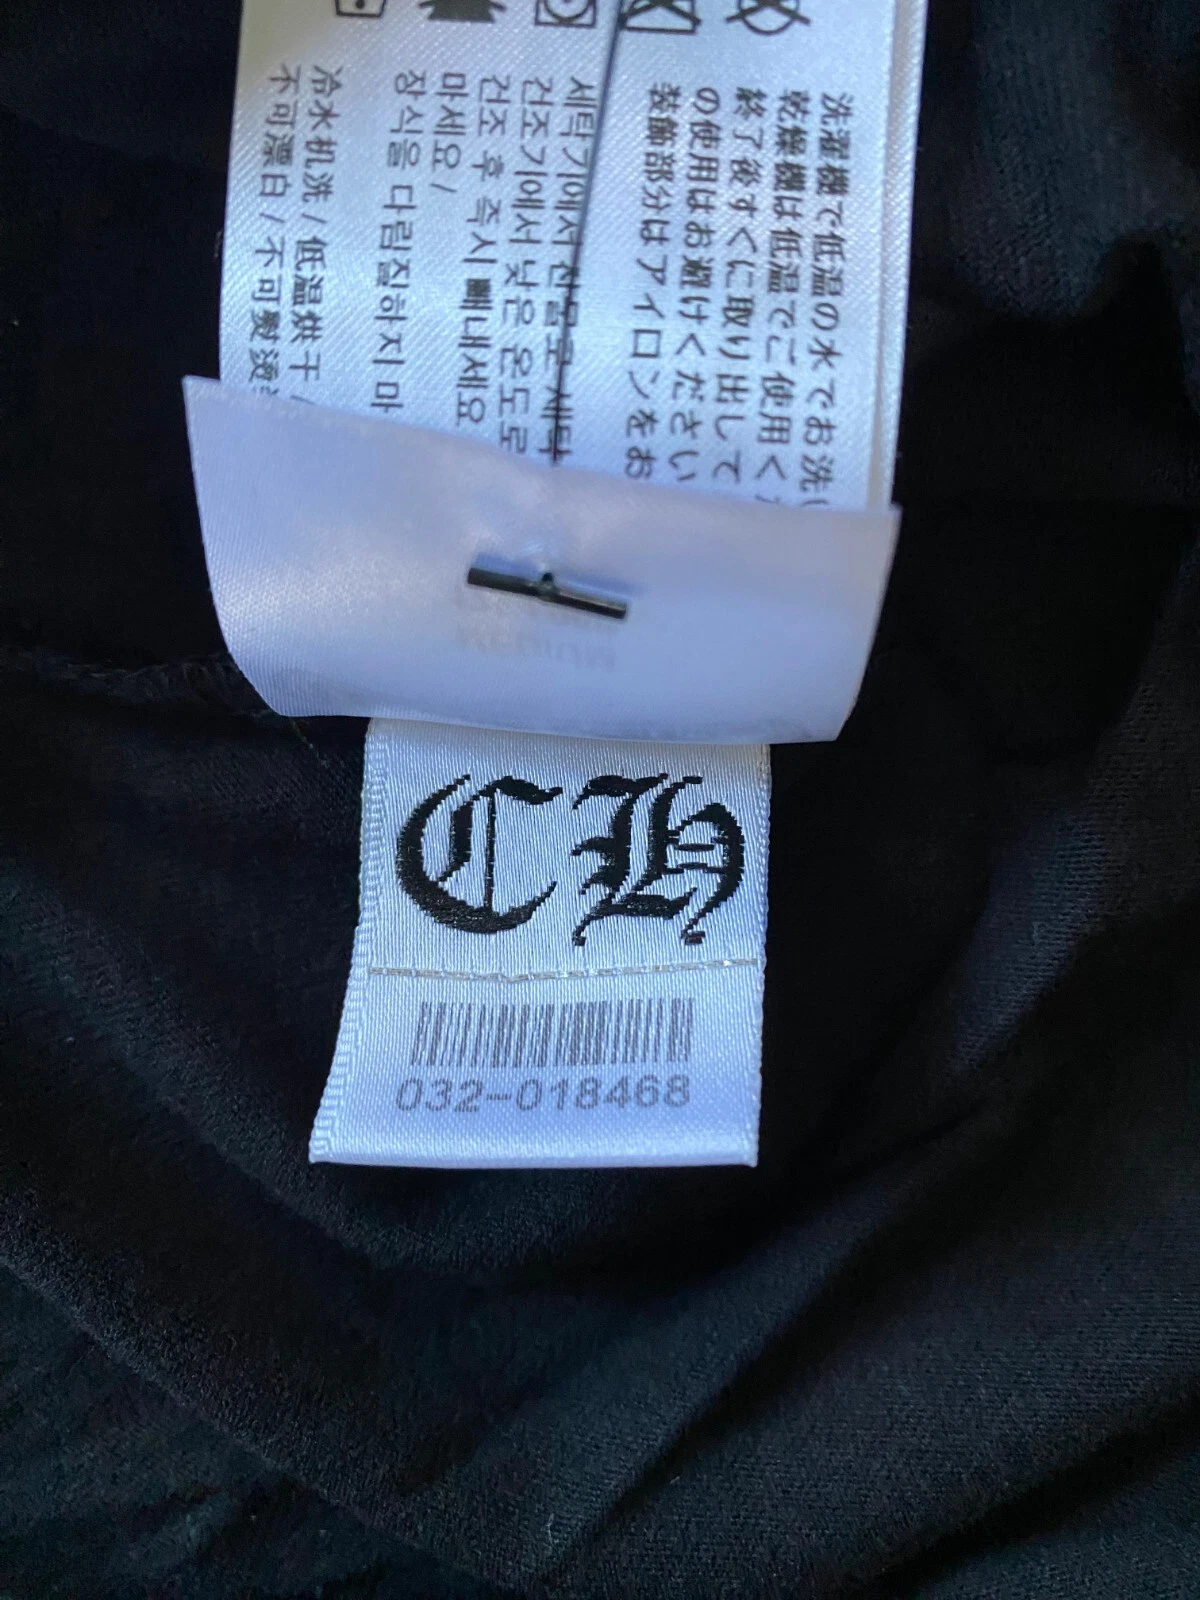 洗濯機で低温の水でお洗い
乾燥機は低温でご使用く
終了後すぐに取り出して
の使用はお避けください
装飾部分はアイロンをお
세탁기에서 찬물로 세탁
건조기에서 낮은 온도로
건조 후 즉시 빼내세요
마세요 /
장식을 다림질하지 마
冷水机洗 / 低温烘干 /
不可漂白 / 不可熨烫
CH
032-018468